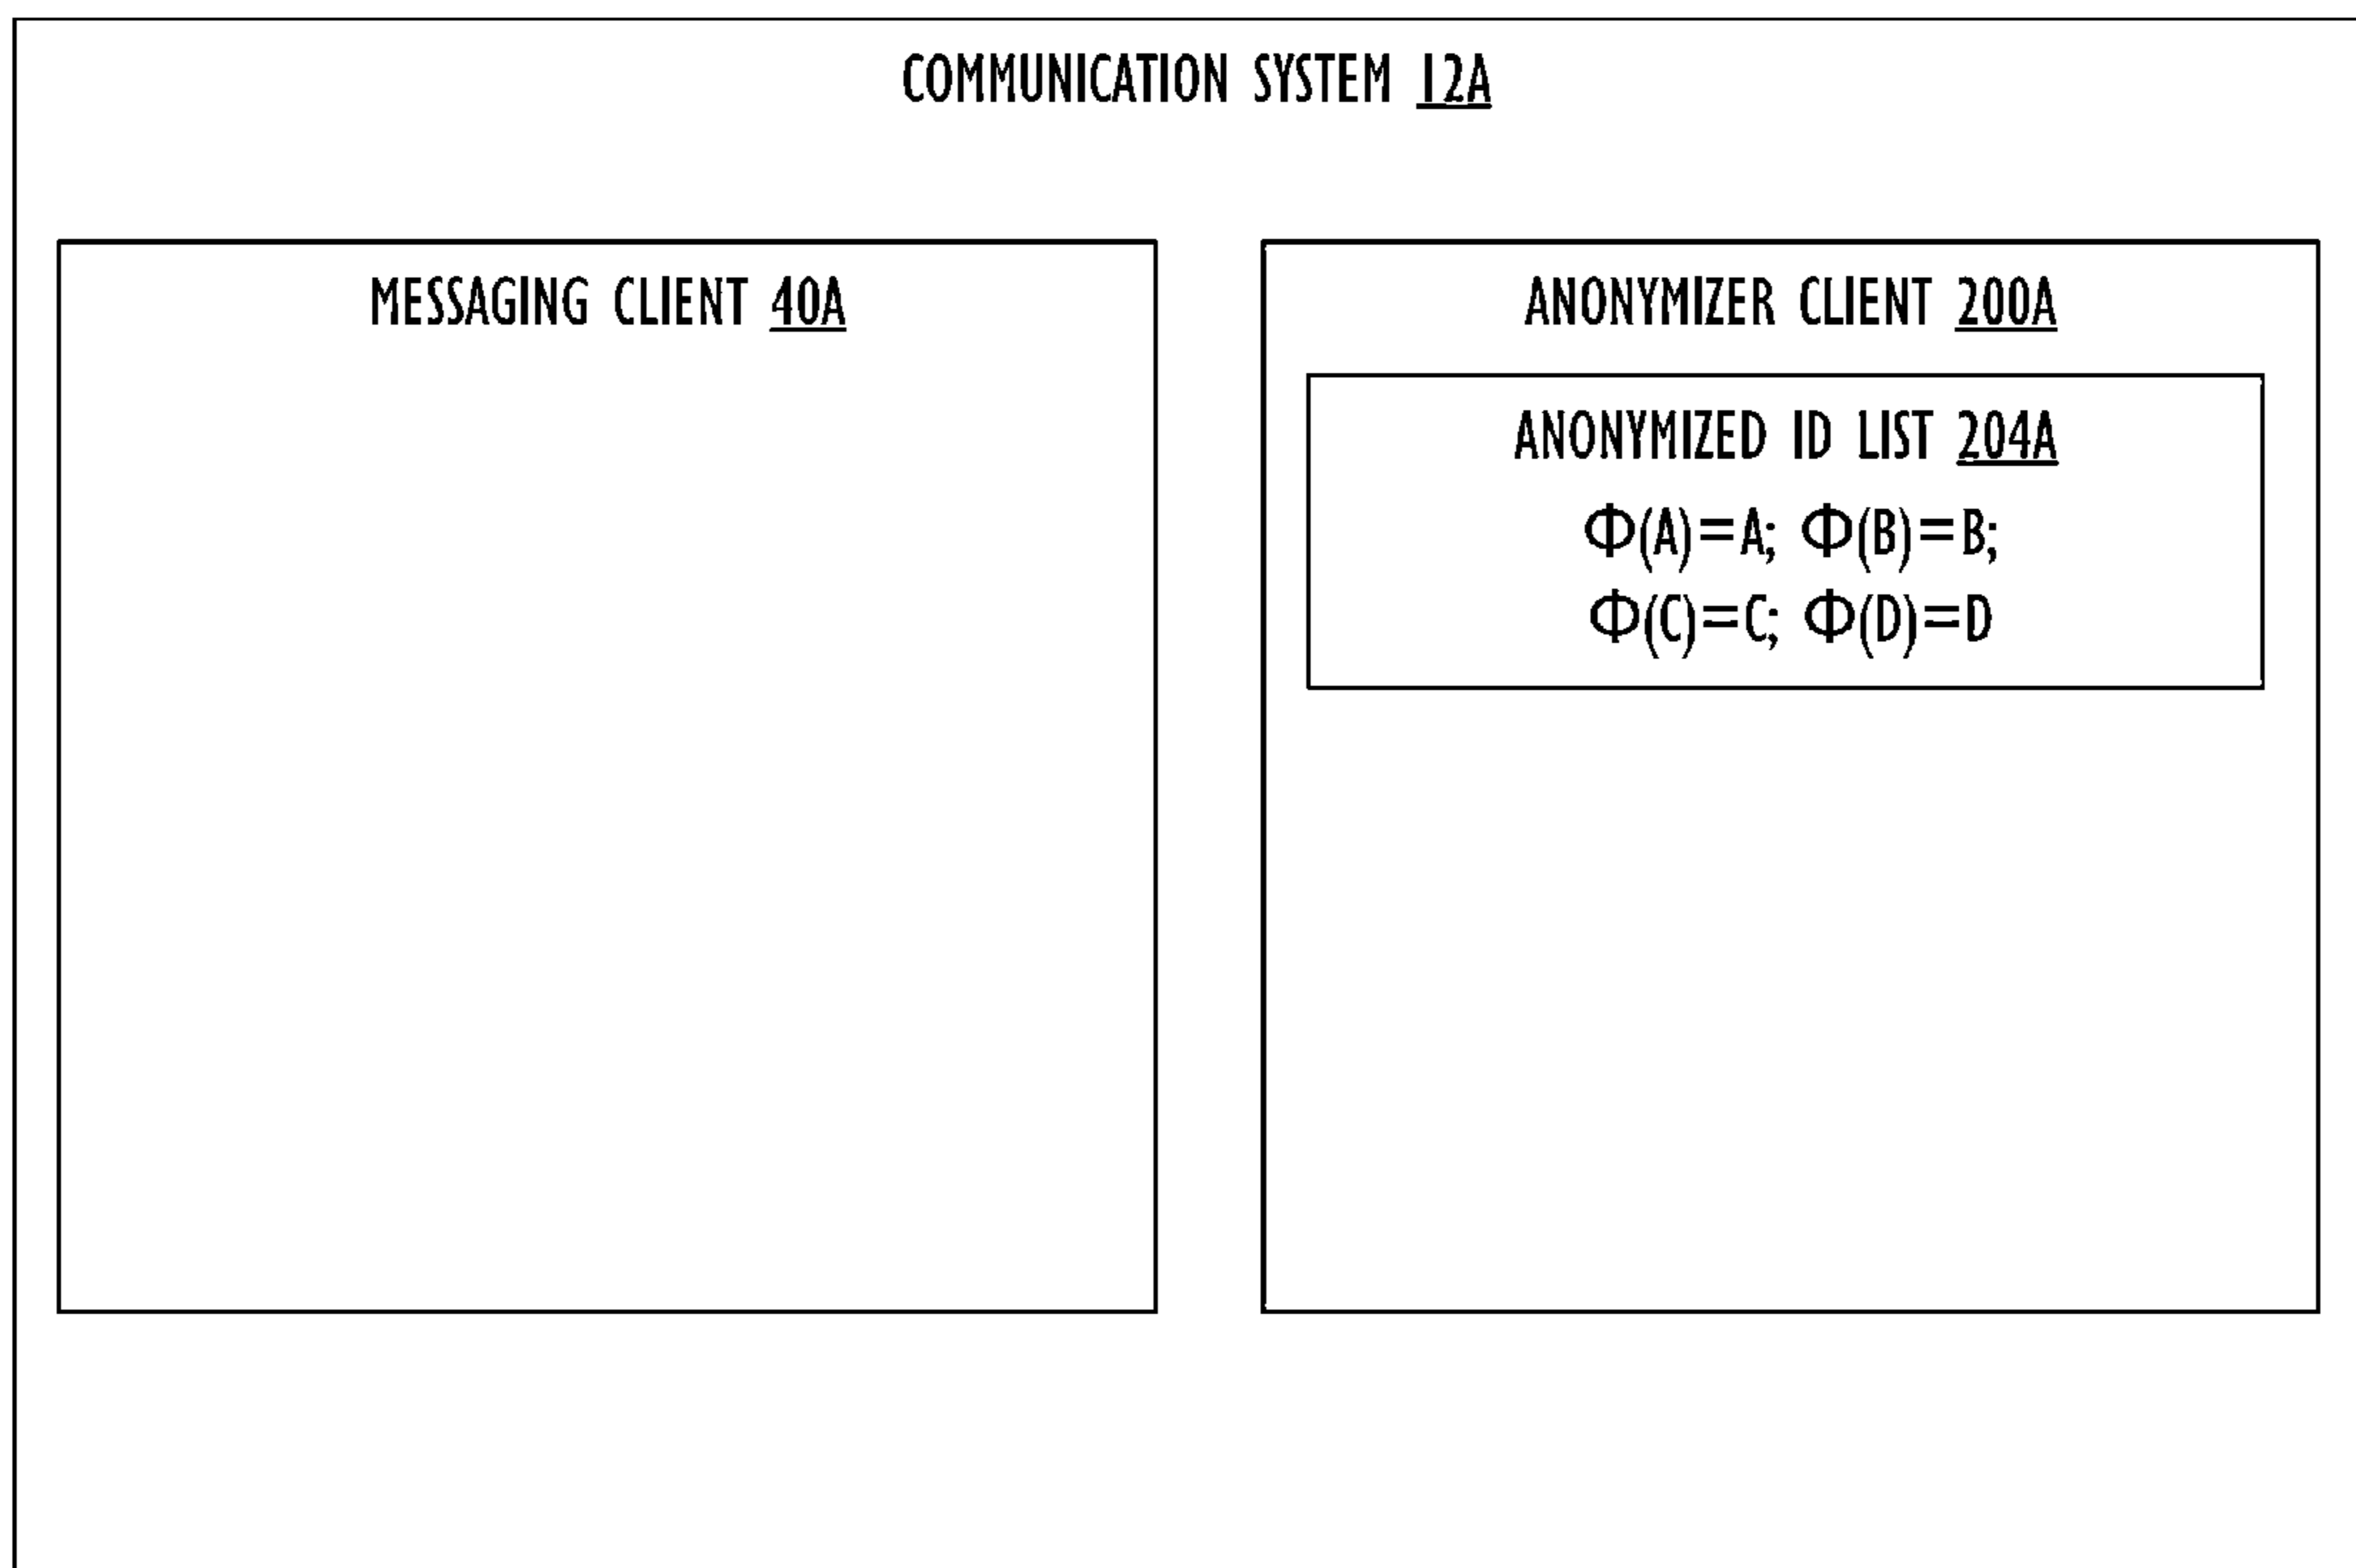 COMMUNICATION SYSTEM 12A
MESSAGING CLIENT 40A
ANONYMIZER CLIENT 200A
ANONYMIZED ID LIST 204A
Φ(A)=A; Φ(B)=B;
Φ(C)=C; Φ(D)=D